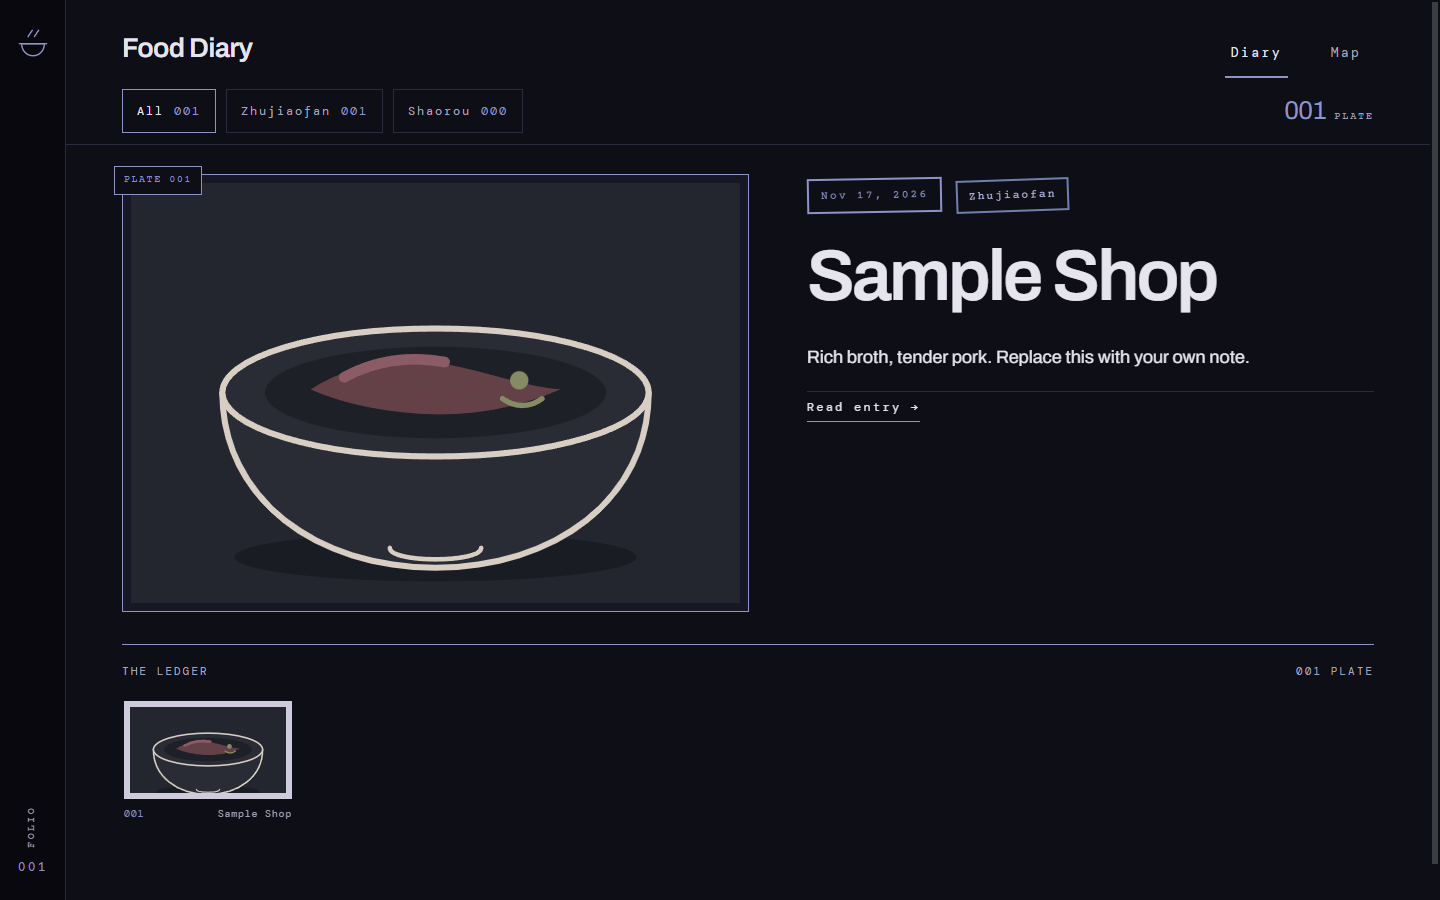 Food Diary
Diary
Map
All 001
Zhujiaofan 001
Shaorou 000
001 PLATE
PLATE 001
Nov 17, 2026
Zhujiaofan
Sample Shop
Rich broth, tender pork. Replace this with your own note.
Read entry →
THE LEDGER
001 PLATE
001
Sample Shop
FOLIO
001